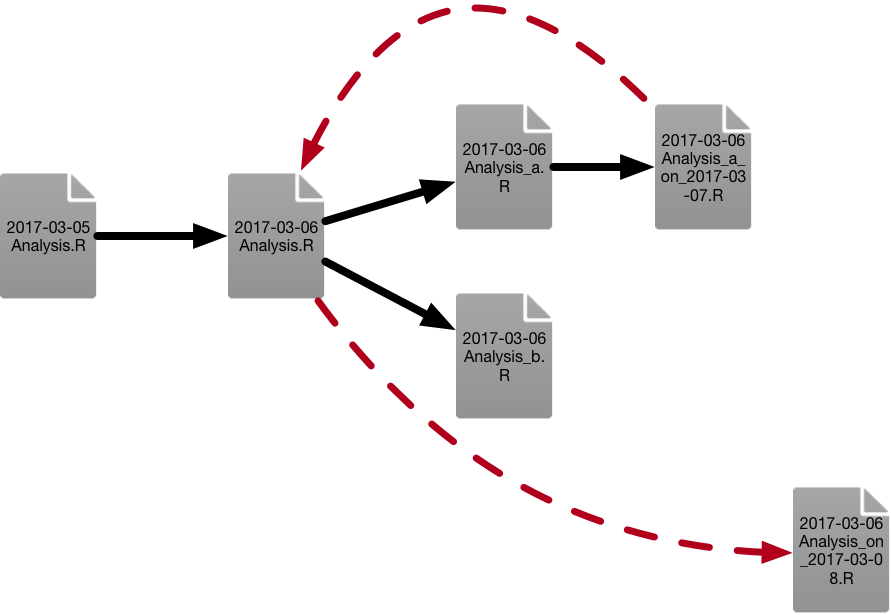 2017-03-05
Analysis.R
2017-03-06
Analysis.R
2017-03-06
Analysis_a.
R
2017-03-06
Analysis_a_
on_2017-03
-07.R
2017-03-06
Analysis_b.
R
2017-03-06
Analysis_on
_2017-03-0
8.R